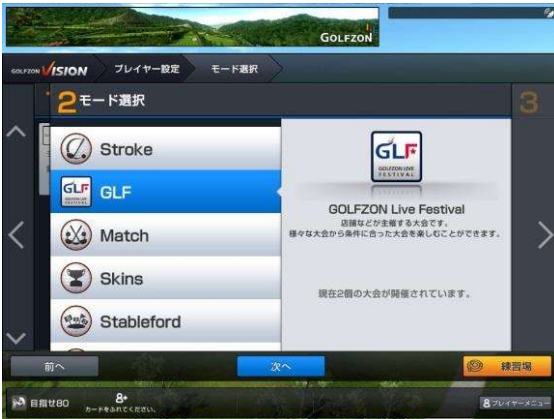 GOLFZON
GOLFZON VISION
プレイヤー設定
モード選択
2 モード選択
3
Stroke
GLF
GLF
Match
Skins
Stableford
GLF
GOLFZON LIVE
FESTIVAL
GOLFZON Live Festival
店舗などが主催する大会です。
様々な大会から条件に合った大会を楽しむことができます。
現在2個の大会が開催されています。
前へ
次へ
練習場
目指せ80
8+
カードをふれてください。
8 プレイヤーメニュー